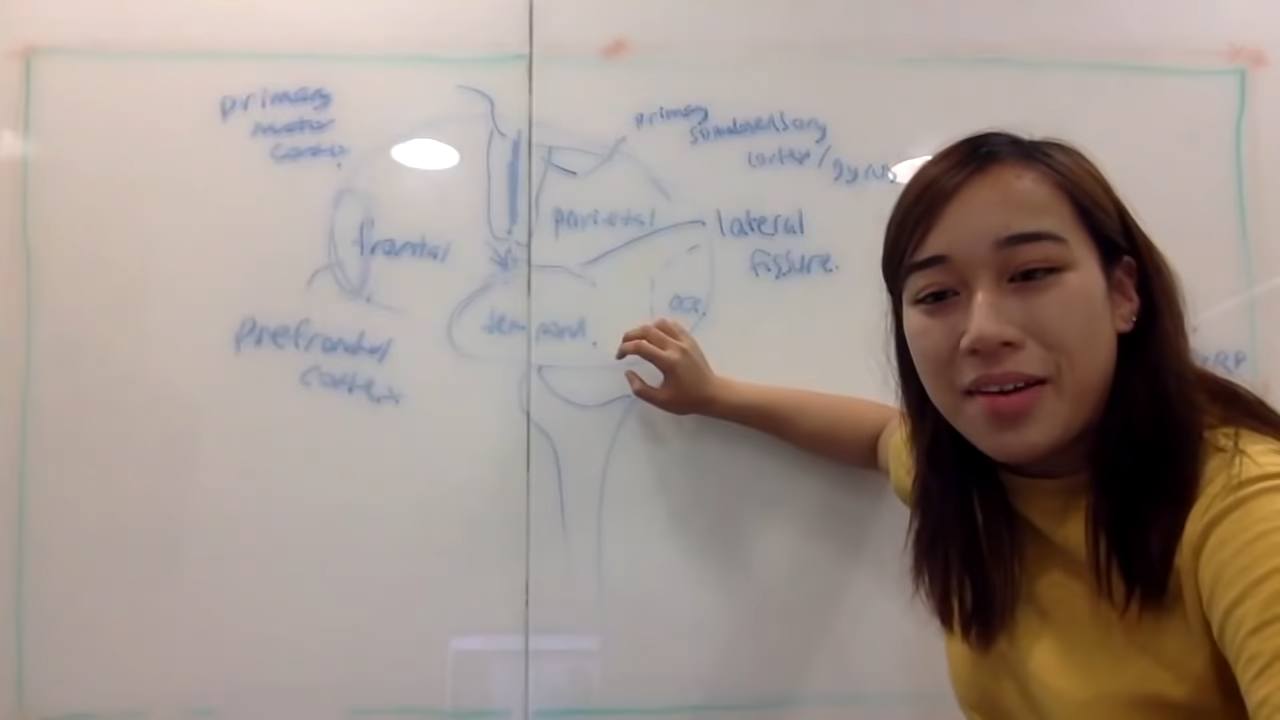 primary
motor
cortex.
primary
somatosensory
cortex/gyrus
frontal
parietal
lateral
fissure.
occ.
temporal.
prefrontal
cortex